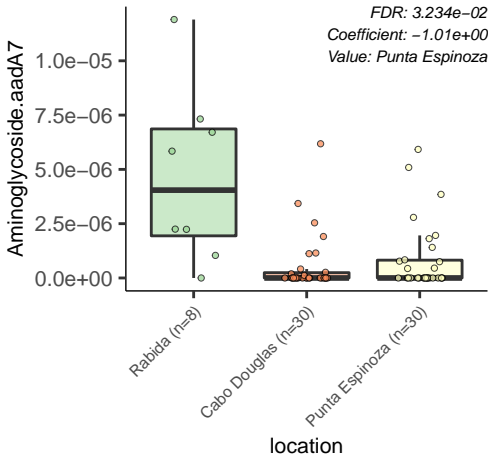 FDR: 3.234e−02
Coefficient: −1.01e+00
Value: Punta Espinoza
Aminoglycoside.aadA7
1.0e−05
7.5e−06
5.0e−06
2.5e−06
0.0e+00
Rabida (n=8)
Cabo Douglas (n=30)
Punta Espinoza (n=30)
location